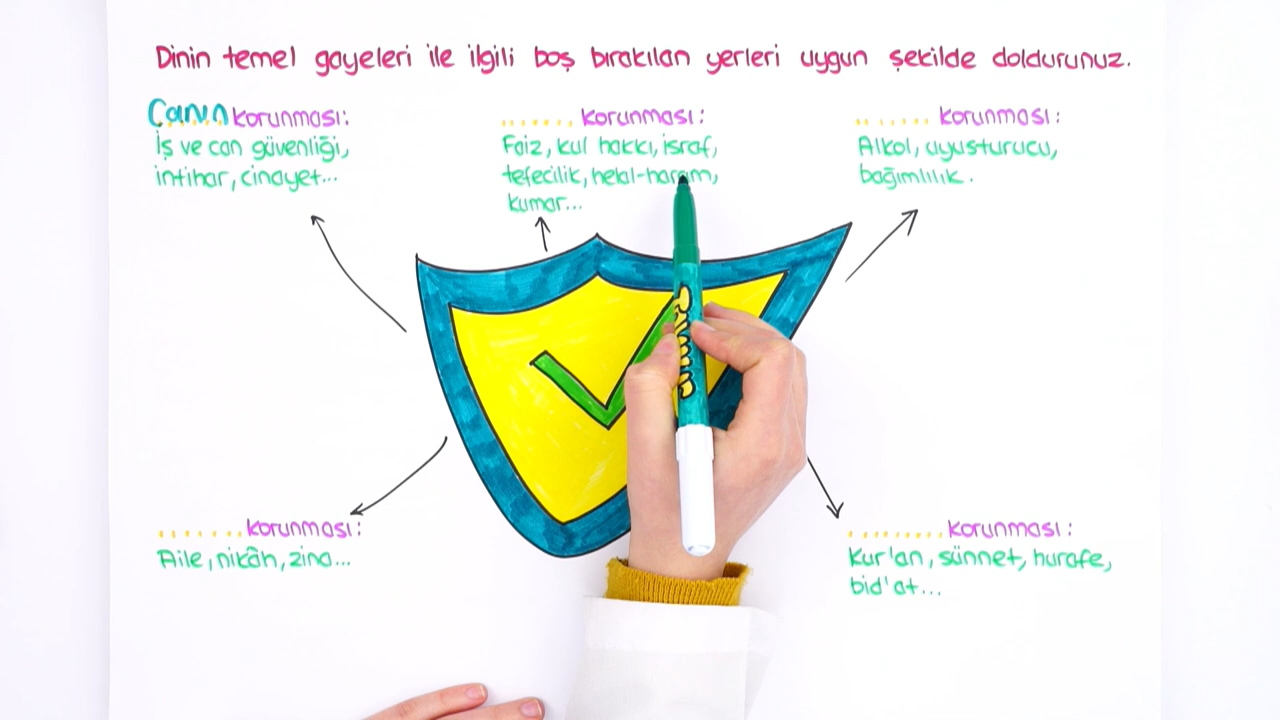 Dinin temel gayeleri ile ilgili boş bırakılan yerleri uygun şekilde doldurunuz.
Canın korunması:
İş ve can güvenliği,
intihar, cinayet...
....... korunması:
Faiz, kul hakkı, israf,
tefecilik, helal-haram,
kumar...
....... korunması:
Alkol, uyuşturucu,
bağımlılık.
....... korunması:
Aile, nikâh, zina...
......... korunması:
Kur'an, sünnet, hurafe,
bid'at...